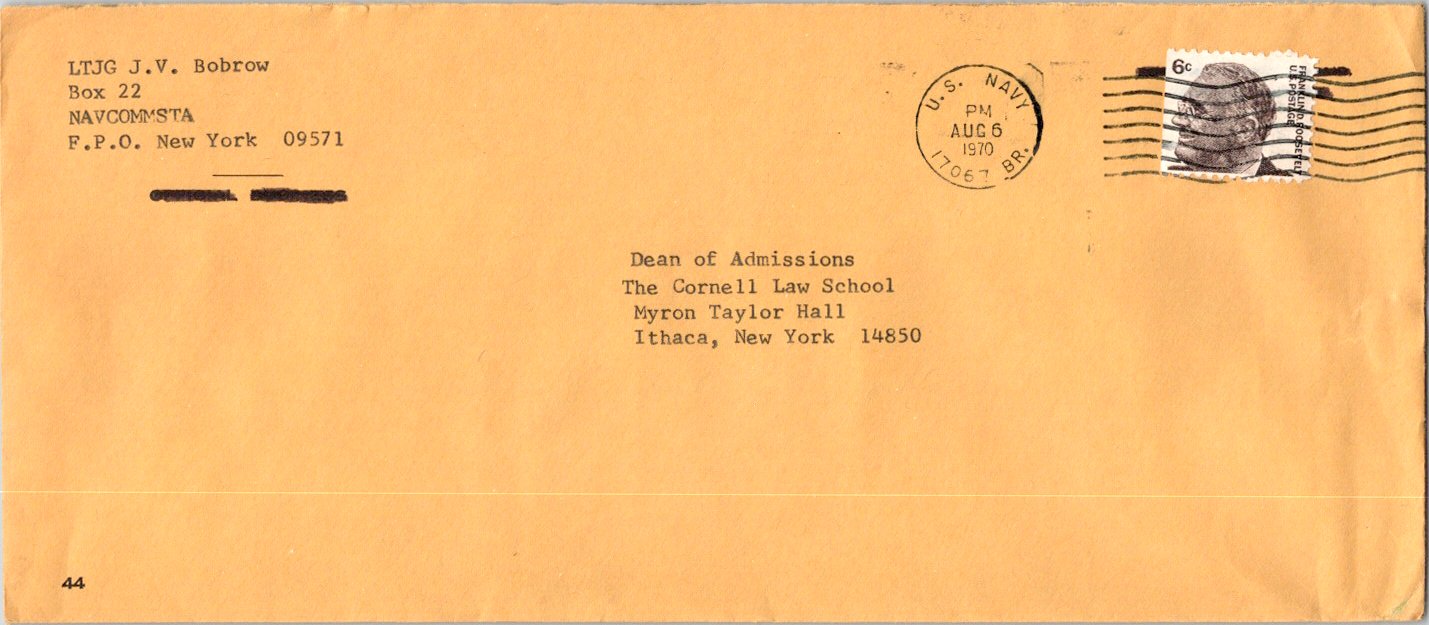 LTJG J.V. Bobrow
Box 22
NAVCOMMSTA
F.P.O. New York 09571
U.S. NAVY
PM
AUG 6
1970
17067 BR.
6c
FRANKLIN D. ROOSEVELT
U.S. POSTAGE
Dean of Admissions
The Cornell Law School
Myron Taylor Hall
Ithaca, New York 14850
44